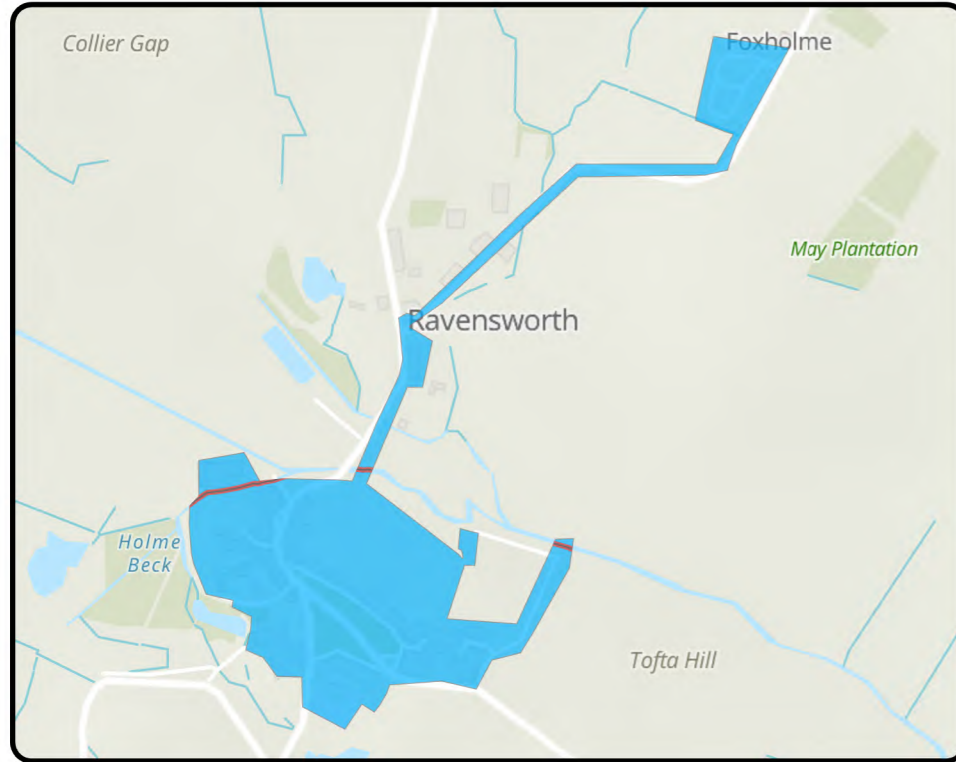 Collier Gap
Foxholme
May Plantation
Ravensworth
Holme
Beck
Tofta Hill